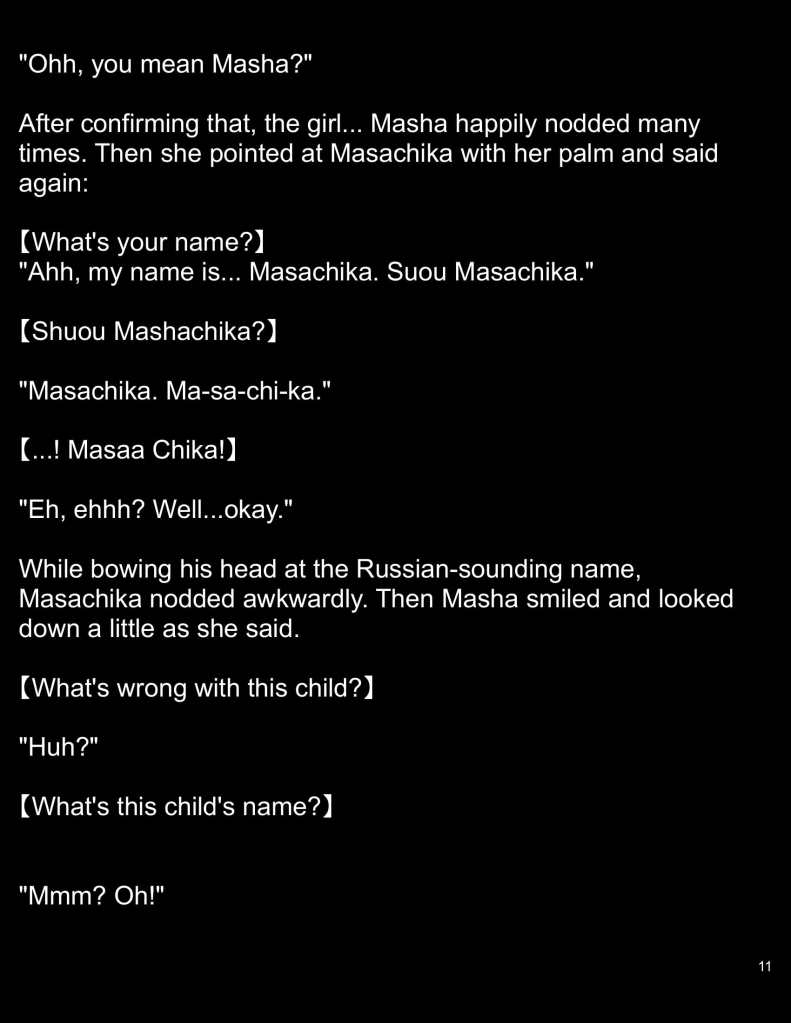 "Ohh, you mean Masha?"
After confirming that, the girl... Masha happily nodded many
times. Then she pointed at Masachika with her palm and said
again:
【What's your name?】
"Ahh, my name is... Masachika. Suou Masachika."
【Shuou Mashachika?】
"Masachika. Ma-sa-chi-ka."
【...! Masaa Chika!】
"Eh, ehhh? Well...okay."
While bowing his head at the Russian-sounding name,
Masachika nodded awkwardly. Then Masha smiled and looked
down a little as she said.
【What's wrong with this child?】
"Huh?"
【What's this child's name?】
"Mmm? Oh!"
11